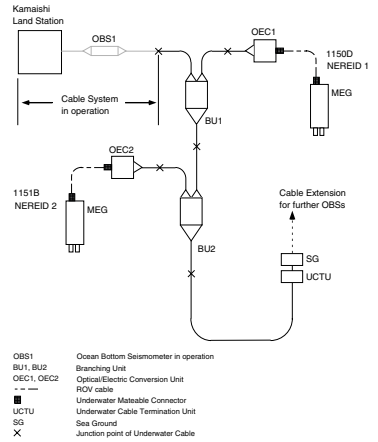 Kamaishi
Land Station
OBS1
OEC1
1150D
NEREID 1
MEG
Cable System
in operation
BU1
OEC2
1151B
NEREID 2
MEG
BU2
Cable Extension
for further OBSs
SG
UCTU
OBS1 Ocean Bottom Seismometer in operation
BU1, BU2 Branching Unit
OEC1, OEC2 Optical/Electric Conversion Unit
ROV cable
Underwater Mateable Connector
UCTU Underwater Cable Termination Unit
SG Sea Ground
Junction point of Underwater Cable